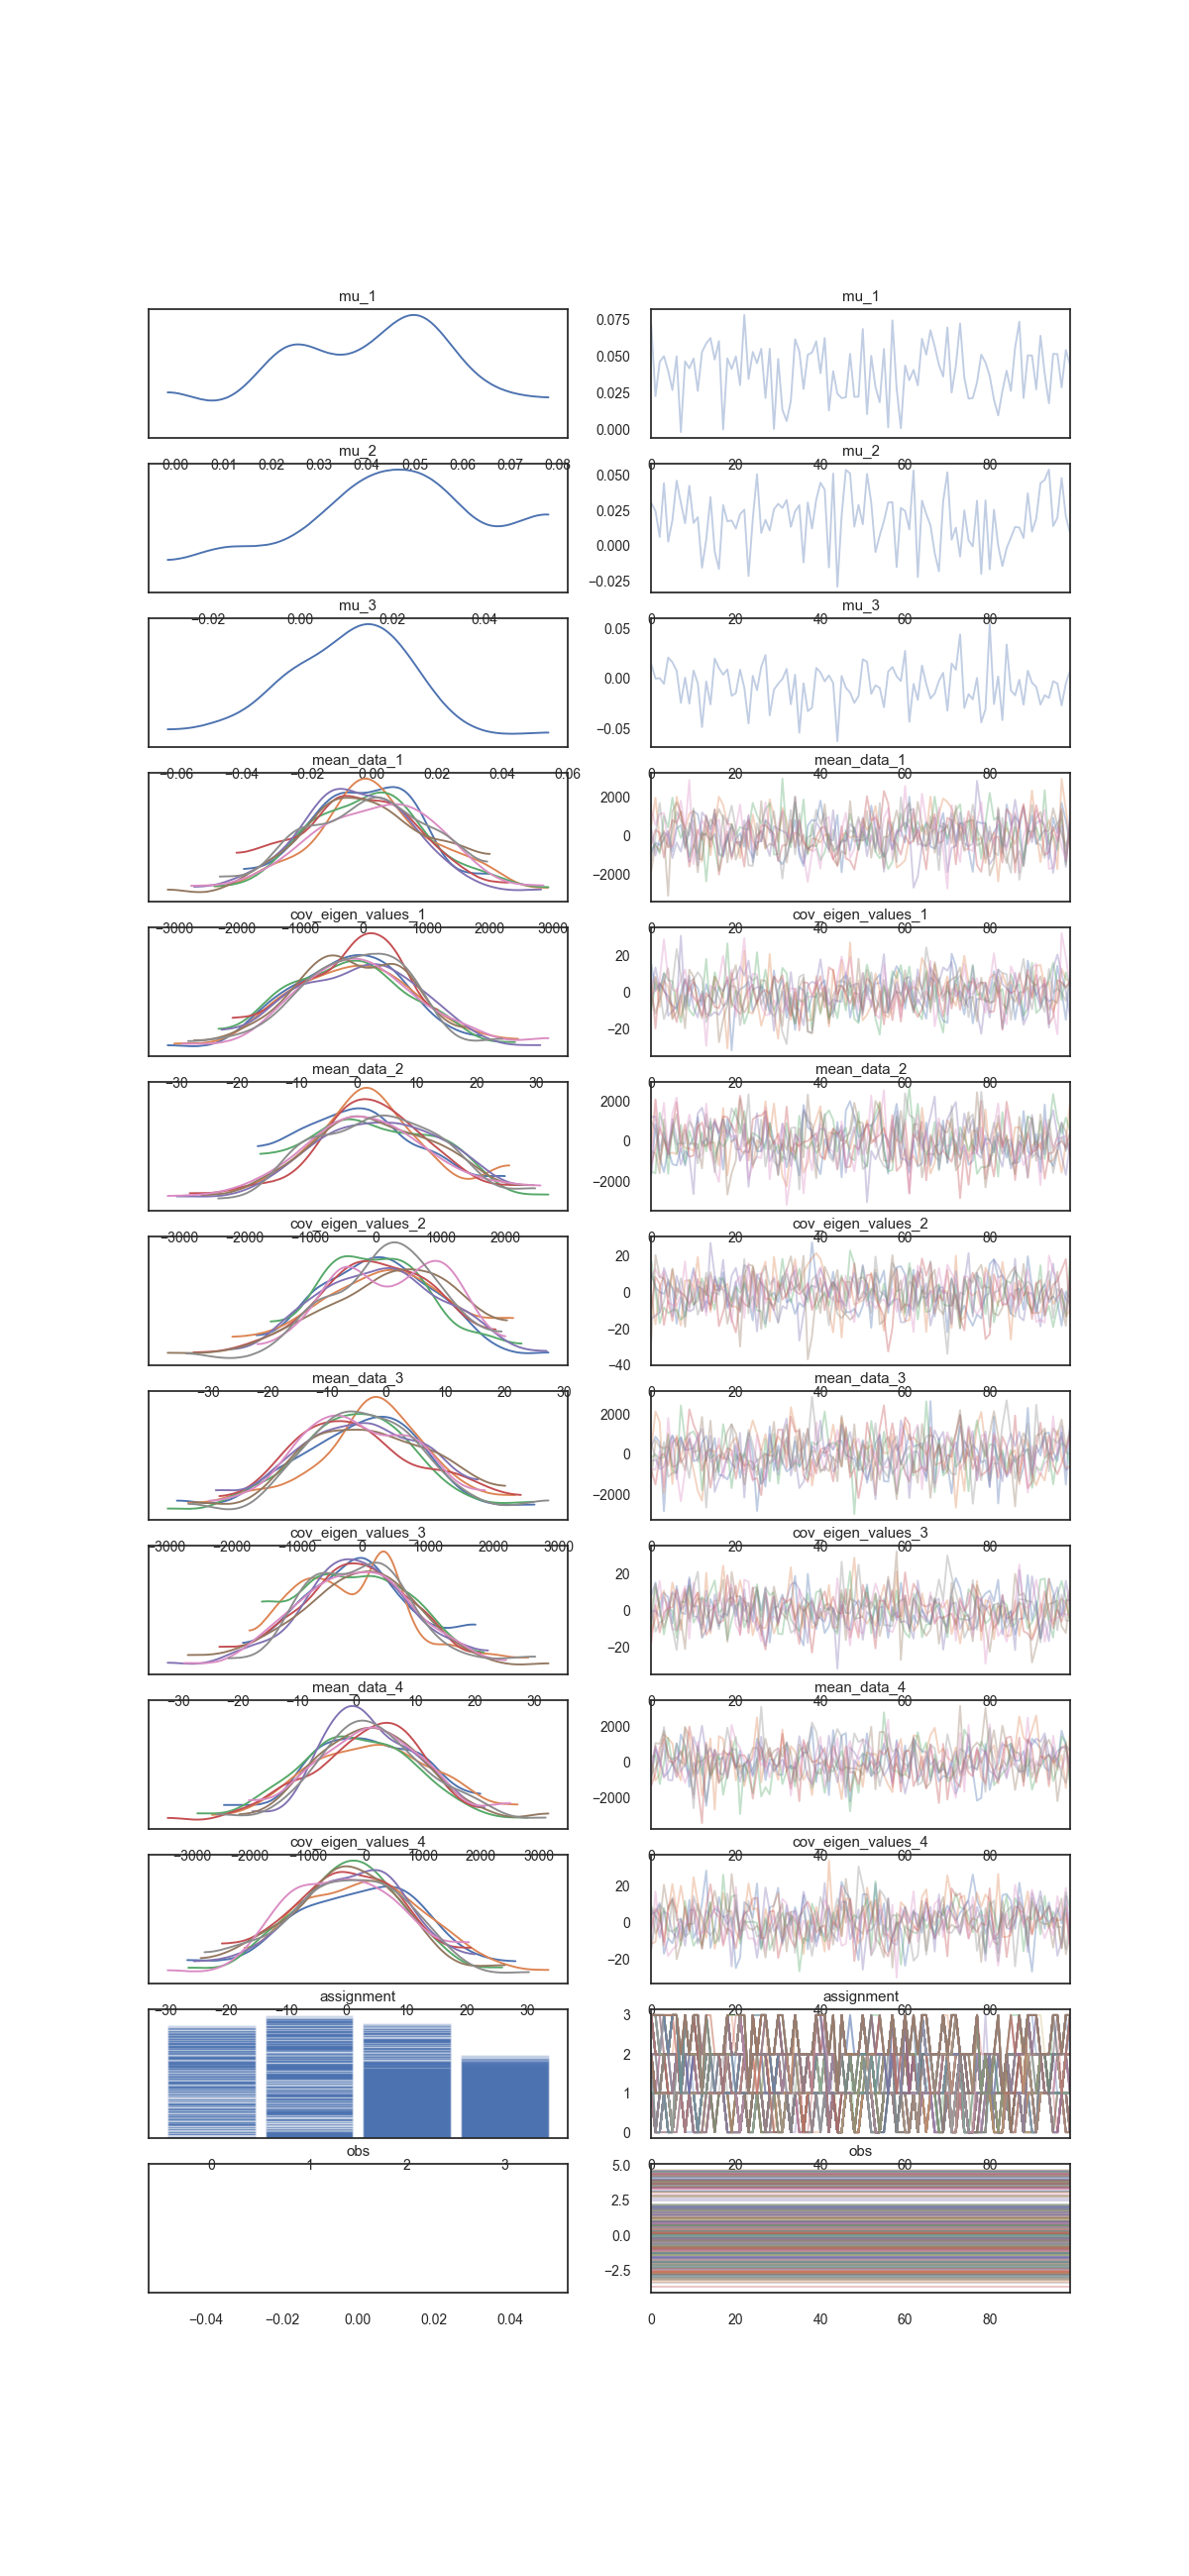 mu_1 mu_1
0.075
0.050
0.025
0.000
0.00 0.01 0.02 0.03 0.04 0.05 0.06 0.07 0.08 0 20 40 60 80
mu_2 mu_2
0.050
0.025
0.000
−0.025
−0.02 0.00 0.02 0.04 0 20 40 60 80
mu_3 mu_3
0.05
0.00
−0.05
−0.06 −0.04 −0.02 0.00 0.02 0.04 0.06 0 20 40 60 80
mean_data_1 mean_data_1
2000
0
−2000
−3000 −2000 −1000 0 1000 2000 3000 0 20 40 60 80
cov_eigen_values_1 cov_eigen_values_1
20
0
−20
−30 −20 −10 0 10 20 30 0 20 40 60 80
mean_data_2 mean_data_2
2000
0
−2000
−3000 −2000 −1000 0 1000 2000 0 20 40 60 80
cov_eigen_values_2 cov_eigen_values_2
20
0
−20
−40
−30 −20 −10 0 10 20 30 0 20 40 60 80
mean_data_3 mean_data_3
2000
0
−2000
−3000 −2000 −1000 0 1000 2000 3000 0 20 40 60 80
cov_eigen_values_3 cov_eigen_values_3
20
0
−20
−30 −20 −10 0 10 20 30 0 20 40 60 80
mean_data_4 mean_data_4
2000
0
−2000
−3000 −2000 −1000 0 1000 2000 3000 0 20 40 60 80
cov_eigen_values_4 cov_eigen_values_4
20
0
−20
−30 −20 −10 0 10 20 30 0 20 40 60 80
assignment assignment
3
2
1
0
0 1 2 3 0 20 40 60 80
obs obs
5.0
2.5
0.0
−2.5
−0.04 −0.02 0.00 0.02 0.04 0 20 40 60 80